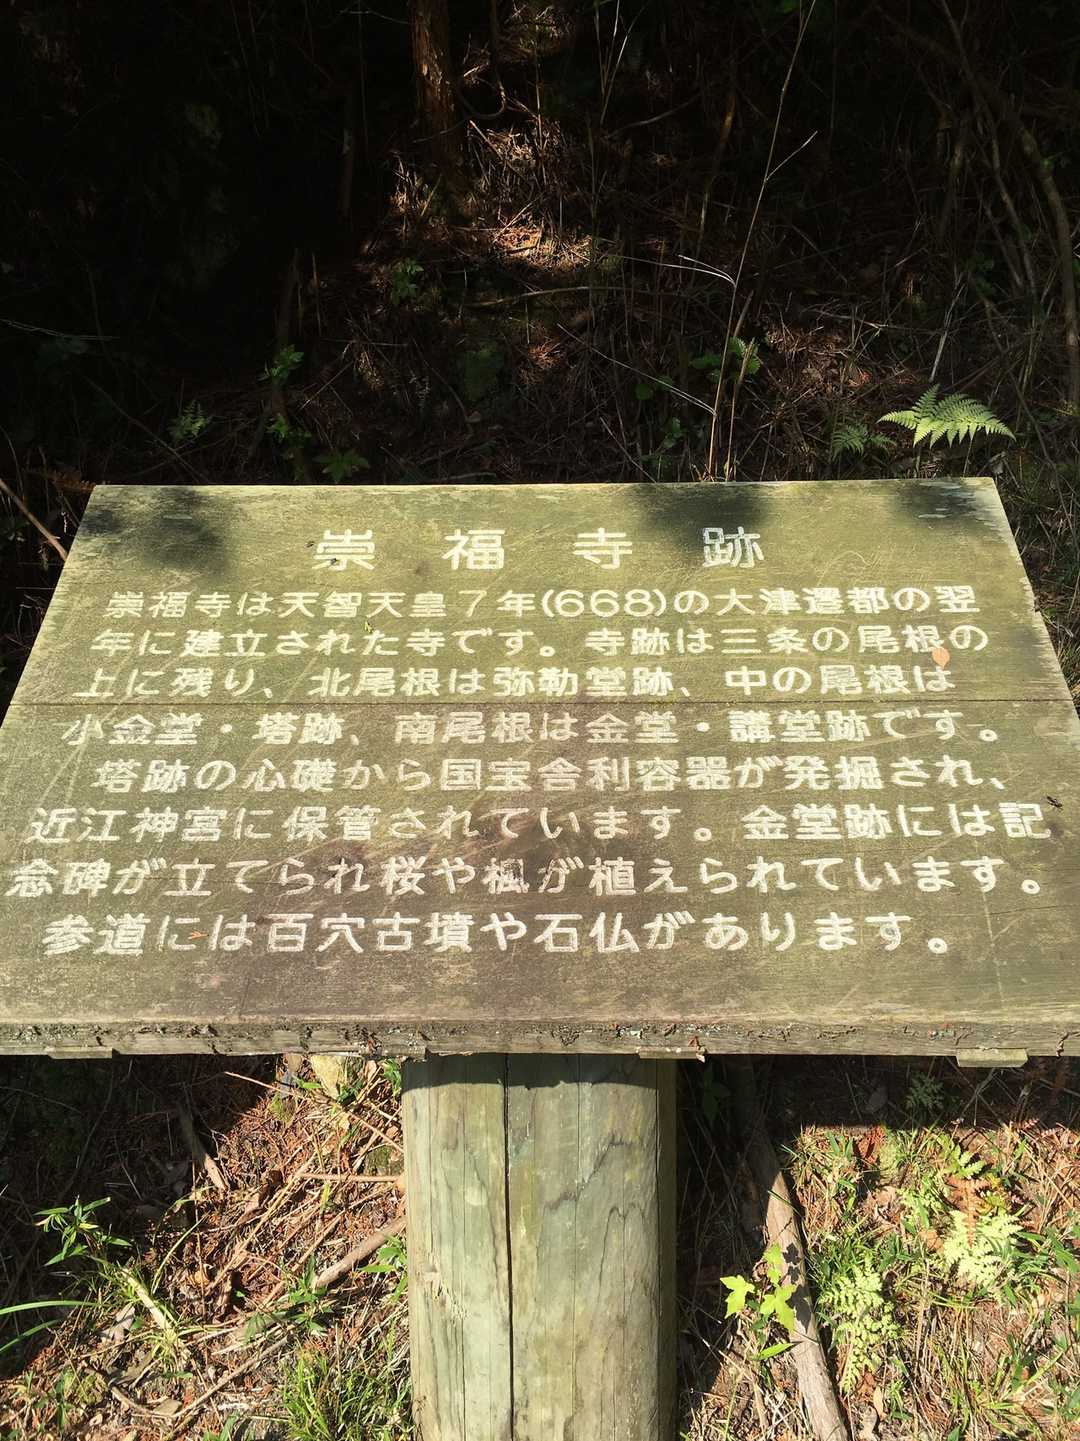 崇福寺跡
崇福寺は天智天皇7年(668)の大津遷都の翌
年に建立された寺です。寺跡は三条の尾根の
上に残り、北尾根は弥勒堂跡、中の尾根は
小金堂・塔跡、南尾根は金堂・講堂跡です。
塔跡の心礎から国宝舎利容器が発掘され、
近江神宮に保管されています。金堂跡には記
念碑が立てられ桜や楓が植えられています。
参道には百穴古墳や石仏があります。